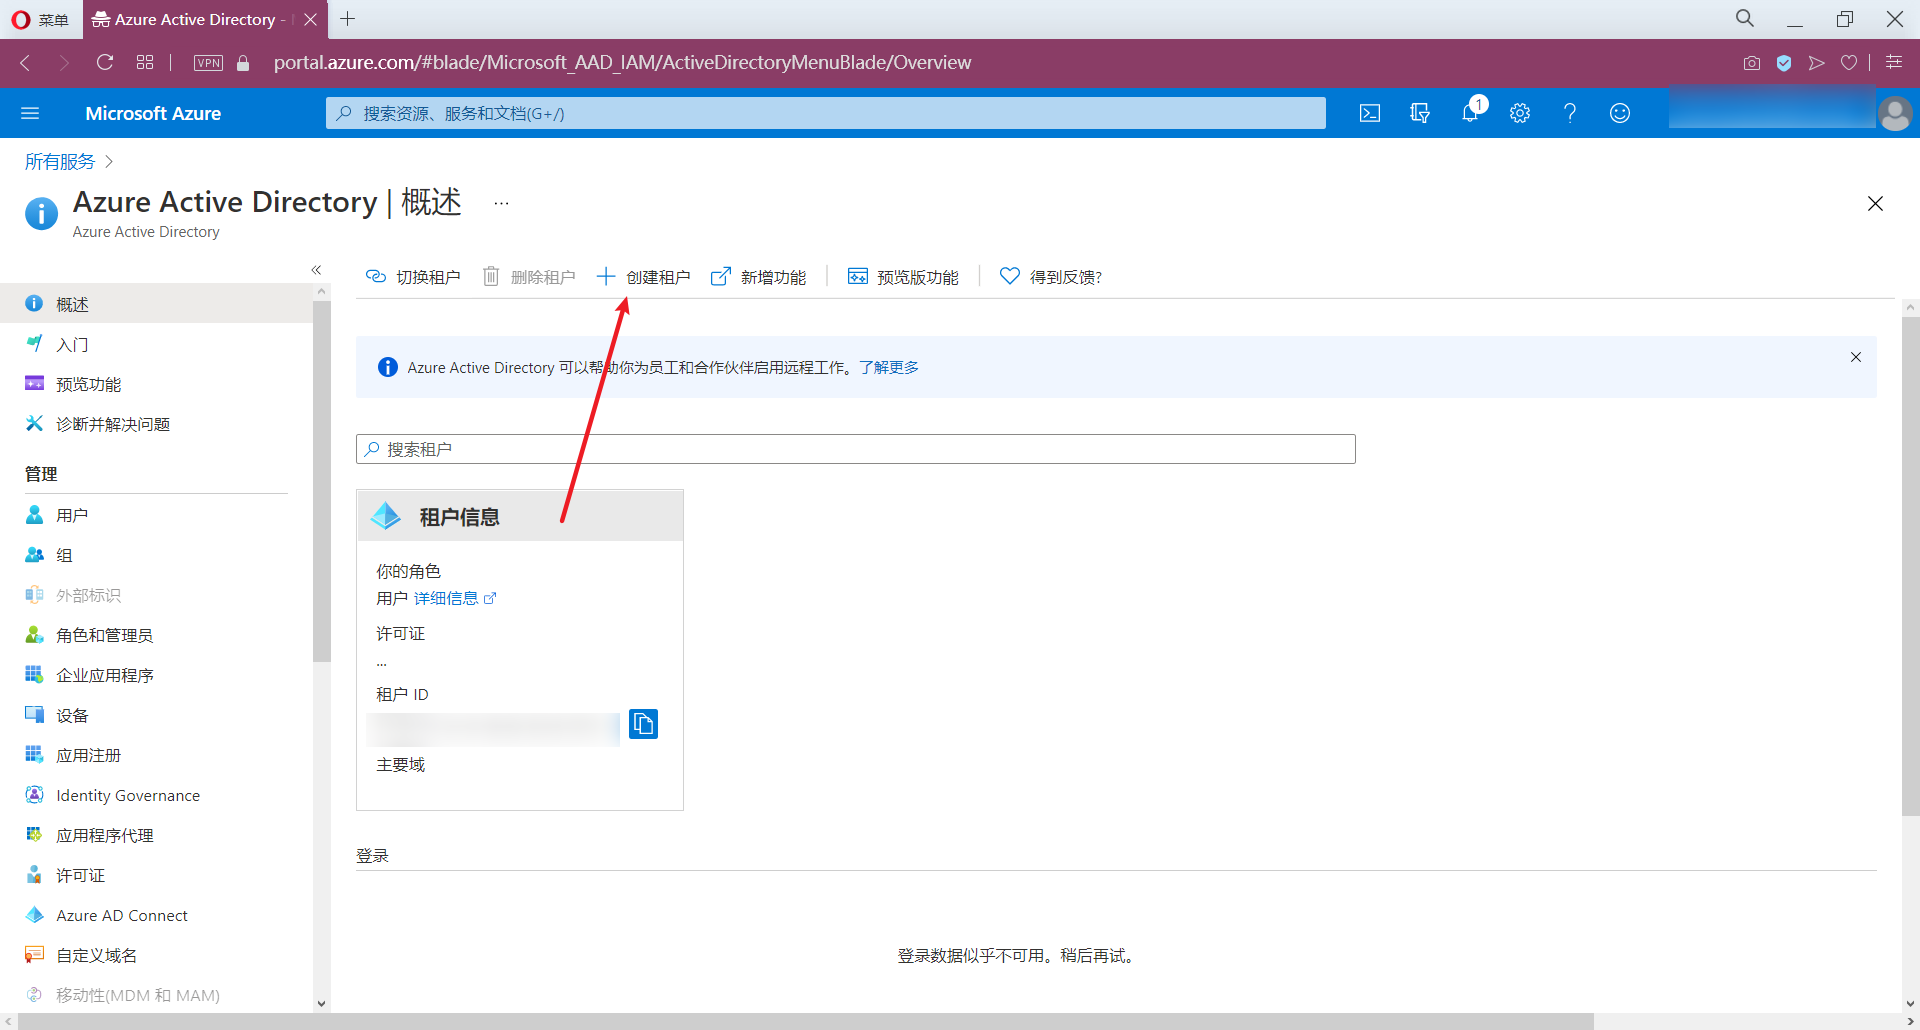 菜单
Azure Active Directory -
VPN
portal.azure.com/#blade/Microsoft_AAD_IAM/ActiveDirectoryMenuBlade/Overview
Microsoft Azure
搜索资源、服务和文档(G+/)
1
所有服务
Azure Active Directory | 概述
Azure Active Directory
切换租户
删除租户
创建租户
新增功能
预览版功能
得到反馈?
概述
入门
预览功能
诊断并解决问题
管理
用户
组
外部标识
角色和管理员
企业应用程序
设备
应用注册
Identity Governance
应用程序代理
许可证
Azure AD Connect
自定义域名
移动性(MDM 和 MAM)
Azure Active Directory 可以帮助你为员工和合作伙伴启用远程工作。了解更多
搜索租户
租户信息
你的角色
用户 详细信息
许可证
...
租户 ID
主要域
登录
登录数据似乎不可用。稍后再试。